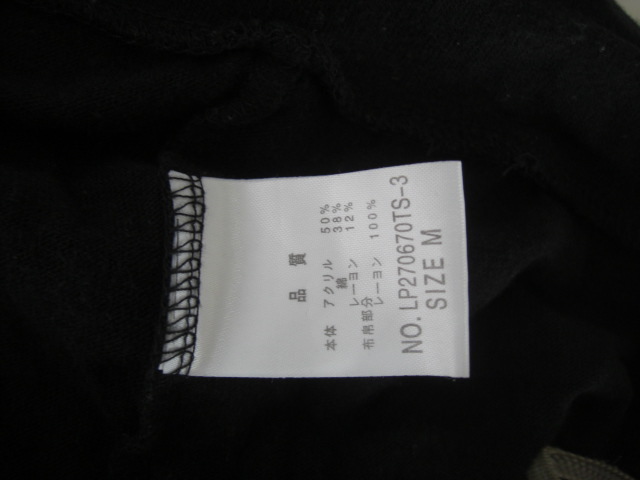 品質
本体 アクリル 50%
綿 38%
レーヨン 12%
布帛部分
レーヨン 100%
NO. LP270670TS-3
SIZE M